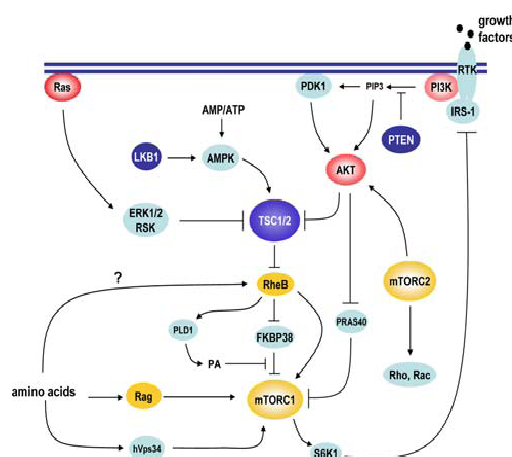 growth
factors
RTK
Ras
PDK1
PIP3
PI3K
IRS-1
AMP/ATP
PTEN
LKB1
AMPK
AKT
ERK1/2
RSK
TSC1/2
?
RheB
mTORC2
PLD1
FKBP38
PRAS40
PA
Rho, Rac
amino acids
Rag
mTORC1
hVps34
S6K1